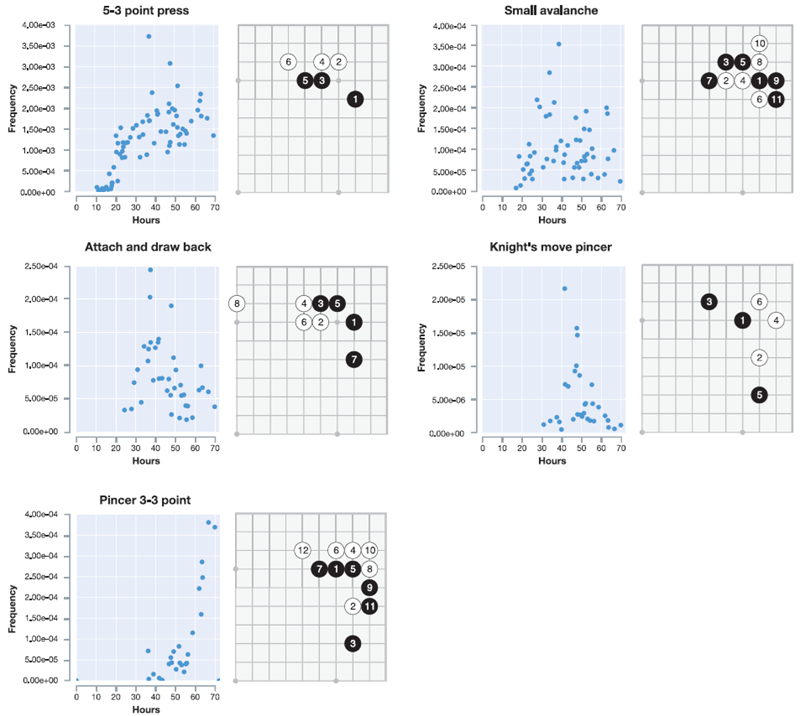 5-3 point press
4,00e-03
3,50e-03
3,00e-03
2,50e-03
2,00e-03
1,50e-03
1,00e-03
5,00e-04
0,00e+00
Frequency
0 10 20 30 40 50 60 70
Hours
6 4 2
5 3
1
Small avalanche
4,00e-04
3,50e-04
3,00e-04
2,50e-04
2,00e-04
1,50e-04
1,00e-04
5,00e-05
0,00e+00
Frequency
0 10 20 30 40 50 60 70
Hours
10
3 5 8
7 2 4 1 9
6 11
Attach and draw back
2,50e-04
2,00e-04
1,50e-04
1,00e-04
5,00e-05
0,00e+00
Frequency
0 10 20 30 40 50 60 70
Hours
8 4 3 5
6 2 1
7
Knight's move pincer
2,50e-05
2,00e-05
1,50e-05
1,00e-05
5,00e-06
0,00e+00
Frequency
0 10 20 30 40 50 60 70
Hours
3 6
1 4
2
5
Pincer 3-3 point
4,00e-04
3,50e-04
3,00e-04
2,50e-04
2,00e-04
1,50e-04
1,00e-04
5,00e-05
0,00e+00
Frequency
0 10 20 30 40 50 60 70
Hours
12 6 4 10
7 1 5 8
9
2 11
3